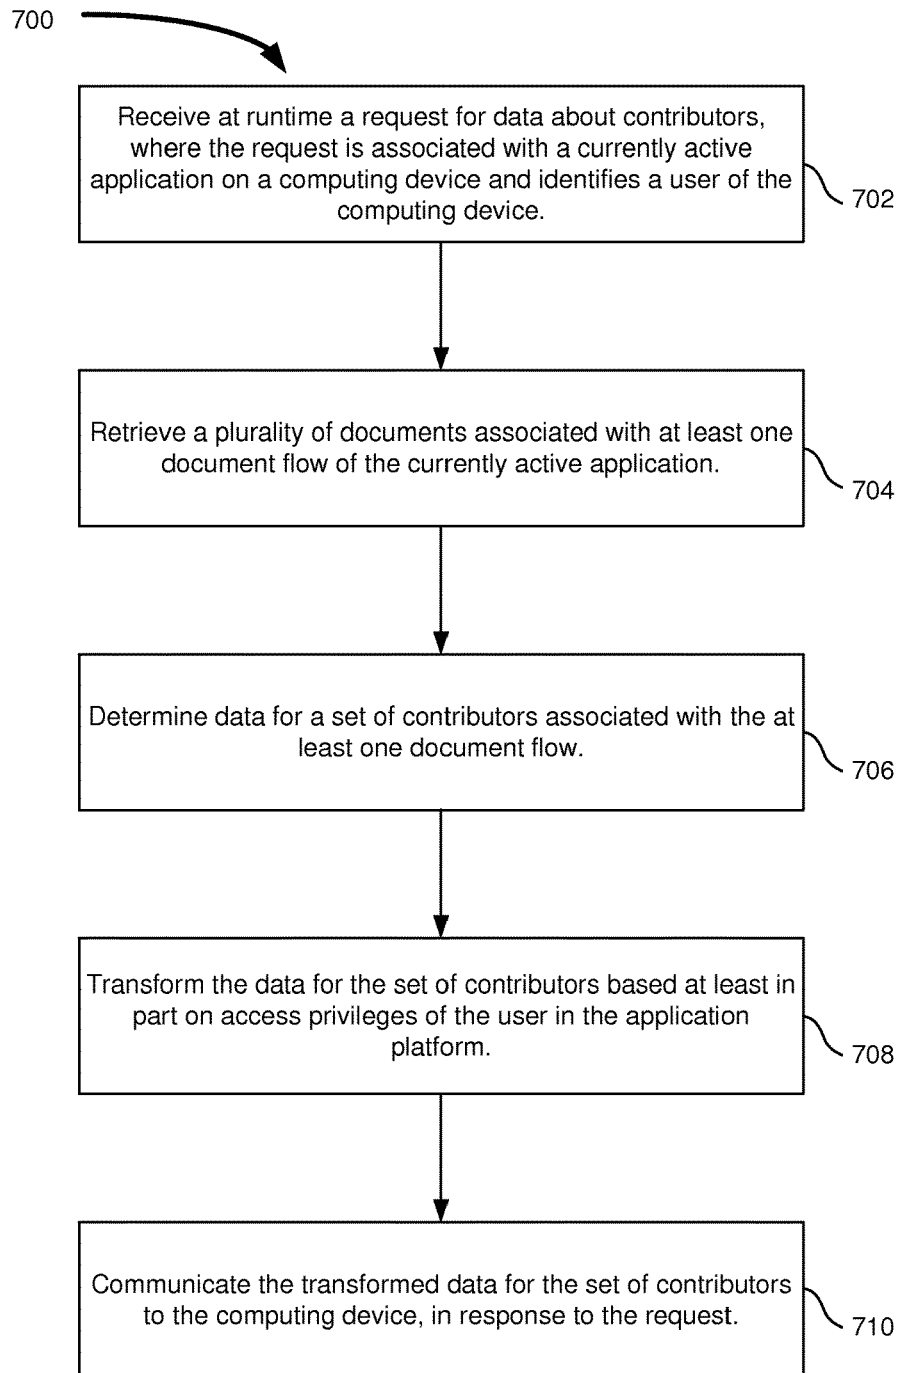 700
Receive at runtime a request for data about contributors,
where the request is associated with a currently active
application on a computing device and identifies a user of the
computing device.
702
Retrieve a plurality of documents associated with at least one
document flow of the currently active application.
704
Determine data for a set of contributors associated with the at
least one document flow.
706
Transform the data for the set of contributors based at least in
part on access privileges of the user in the application
platform.
708
Communicate the transformed data for the set of contributors
to the computing device, in response to the request.
710